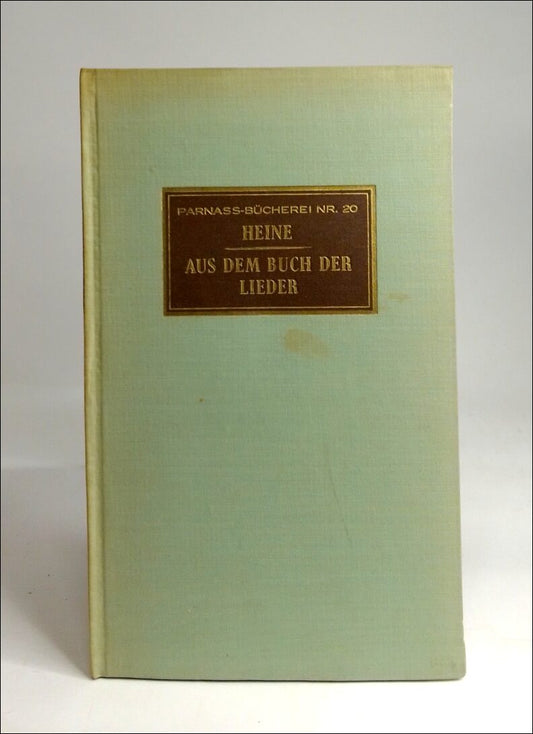 PARNASS-BÜCHEREI NR. 20
HEINE
AUS DEM BUCH DER
LIEDER